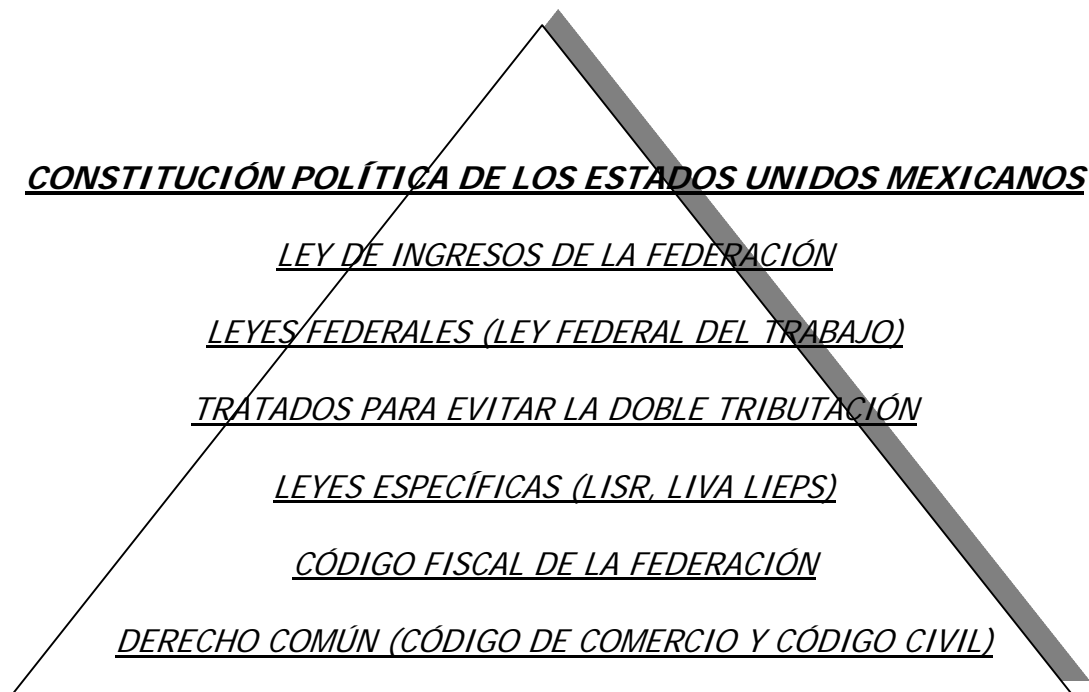 CONSTITUCIÓN POLÍTICA DE LOS ESTADOS UNIDOS MEXICANOS
LEY DE INGRESOS DE LA FEDERACIÓN
LEYES FEDERALES (LEY FEDERAL DEL TRABAJO)
TRATADOS PARA EVITAR LA DOBLE TRIBUTACIÓN
LEYES ESPECÍFICAS (LISR, LIVA LIEPS)
CÓDIGO FISCAL DE LA FEDERACIÓN
DERECHO COMÚN (CÓDIGO DE COMERCIO Y CÓDIGO CIVIL)